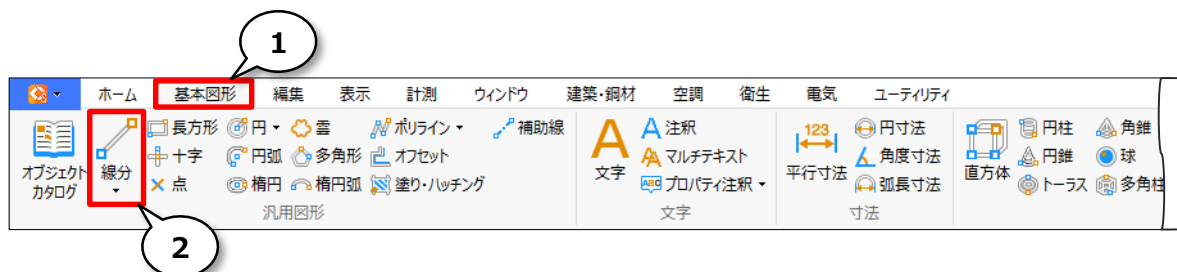 1
ホーム 基本図形 編集 表示 計測 ウィンドウ 建築・鋼材 空調 衛生 電気 ユーティリティ
オブジェクト
カタログ
線分
長方形 円 雲 ポリライン 補助線
十字 円弧 多角形 オフセット
点 楕円 楕円弧 塗り・ハッチング
汎用図形
A
文字
A 注釈
マルチテキスト
ABC プロパティ注釈
文字
123
平行寸法
円寸法
角度寸法
弧長寸法
寸法
直方体
円柱 角錐
円錐 球
トーラス 多角柱
2